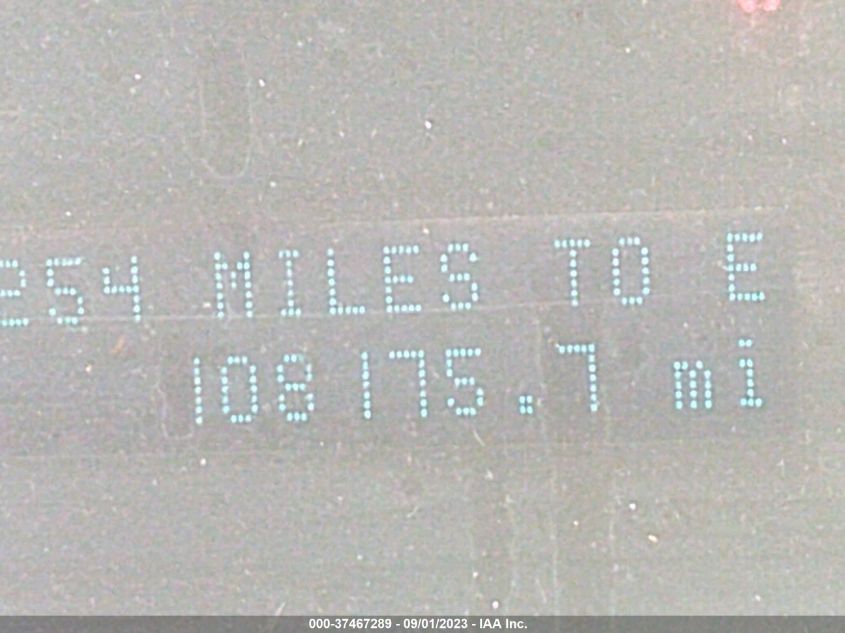 254 MILES TO E
108175.7 mi
000-37467289 - 09/01/2023 - IAA Inc.